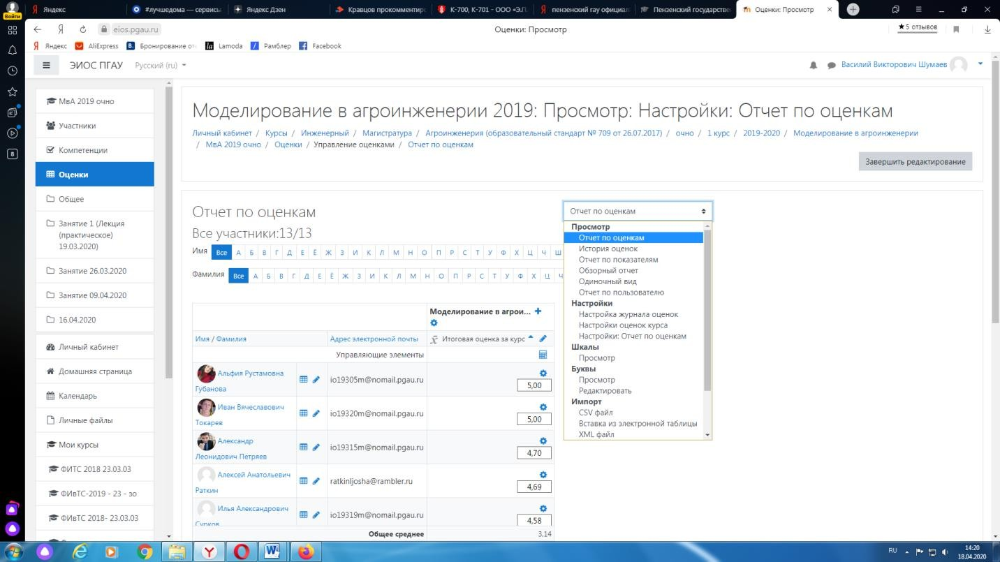 Войти
Яндекс
#лучшедома — сервисы
Яндекс Дзен
Кравцов прокомментиро
К-700, К-701 - ООО «Э.П.
пензенский гау официал
Пензенский государстве
Оценки: Просмотр
eios.pgau.ru
Оценки: Просмотр
★5 отзывов
Яндекс
AliExpress
Бронирование оте
Lamoda
Рамблер
Facebook
ЭИОС ПГАУ
Русский (ru)
Василий Викторович Шумаев
МвА 2019 очно
Участники
Компетенции
Оценки
Общее
Занятие 1 (Лекция
(практическое)
19.03.2020)
Занятие 26.03.2020
Занятие 09.04.2020
16.04.2020
Личный кабинет
Домашняя страница
Календарь
Личные файлы
Мои курсы
ФИТС 2018 23.03.03
ФИвТС-2019 - 23 - зо
ФИвТС 2018- 23.03.03
Моделирование в агроинженерии 2019: Просмотр: Настройки: Отчет по оценкам
Личный кабинет / Курсы / Инженерный / Магистратура / Агроинженерия (образовательный стандарт № 709 от 26.07.2017) / очно / 1 курс / 2019-2020 / Моделирование в агроинженерии
/ МвА 2019 очно / Оценки / Управление оценками / Отчет по оценкам
Завершить редактирование
Отчет по оценкам
Все участники:13/13
Имя Все А Б В Г Д Е Ё Ж З И К Л М Н О П Р С Т У Ф Х Ц Ч Ш
Фамилия Все А Б В Г Д Е Ё Ж З И К Л М Н О П Р С Т У Ф Х Ц Ч
Отчет по оценкам
Просмотр
Отчет по оценкам
История оценок
Отчет по показателям
Обзорный отчет
Одиночный вид
Отчет по пользователю
Настройки
Настройка журнала оценок
Настройки оценок курса
Настройки: Отчет по оценкам
Шкалы
Просмотр
Буквы
Просмотр
Редактировать
Импорт
CSV файл
Вставка из электронной таблицы
XML файл
Моделирование в агрои...
Имя / Фамилия
Адрес электронной почты
Итоговая оценка за курс
Управляющие элементы
Альфия Рустамовна
Губанова
io19305m@nomail.pgau.ru
5,00
Иван Вячеславович
Токарев
io19320m@nomail.pgau.ru
5,00
Александр
Леонидович Петряев
io19315m@nomail.pgau.ru
4,70
Алексей Анатольевич
Раткин
ratkinljosha@rambler.ru
4,69
Илья Александрович
Сурков
io19319m@nomail.pgau.ru
4,58
Общее среднее
3,14
RU
14:20
18.04.2020